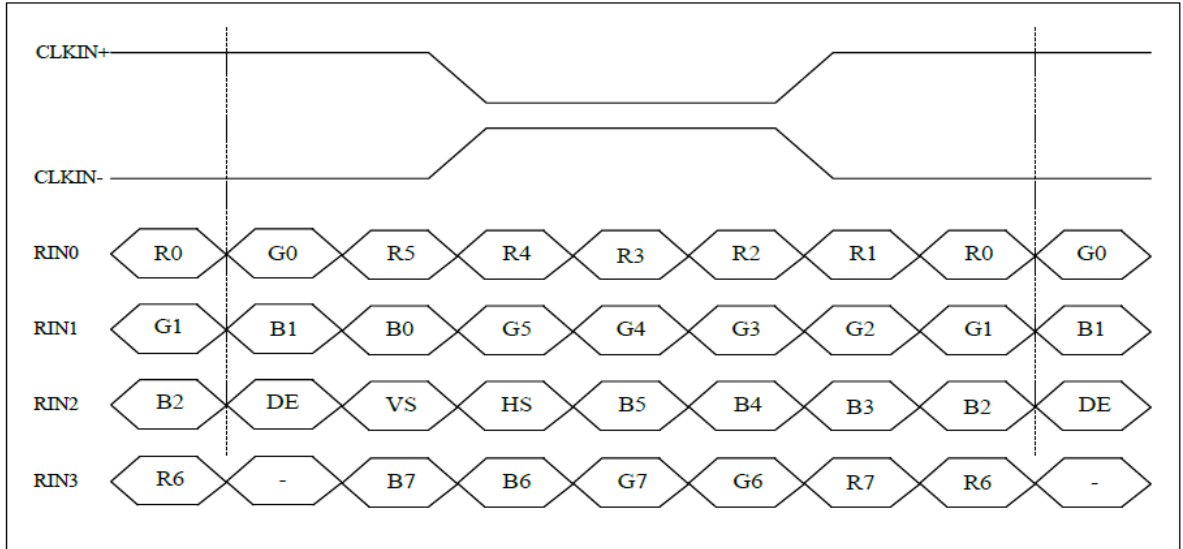 CLKIN+
CLKIN-
RIN0 R0 G0 R5 R4 R3 R2 R1 R0 G0
RIN1 G1 B1 B0 G5 G4 G3 G2 G1 B1
RIN2 B2 DE VS HS B5 B4 B3 B2 DE
RIN3 R6 - B7 B6 G7 G6 R7 R6 -